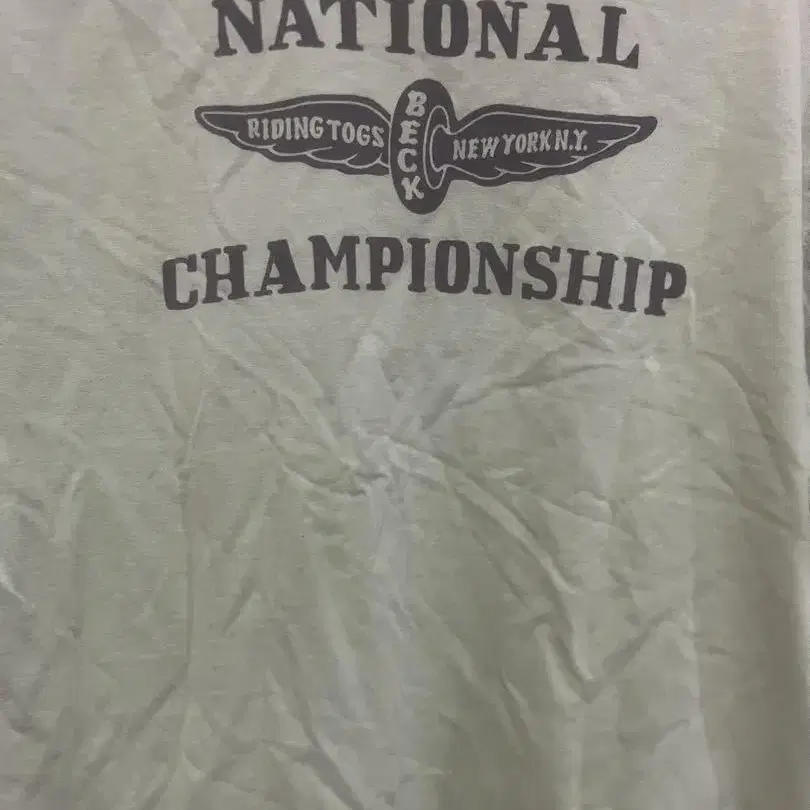 NATIONAL
RIDING TOGS BECK NEW YORK N.Y.
CHAMPIONSHIP